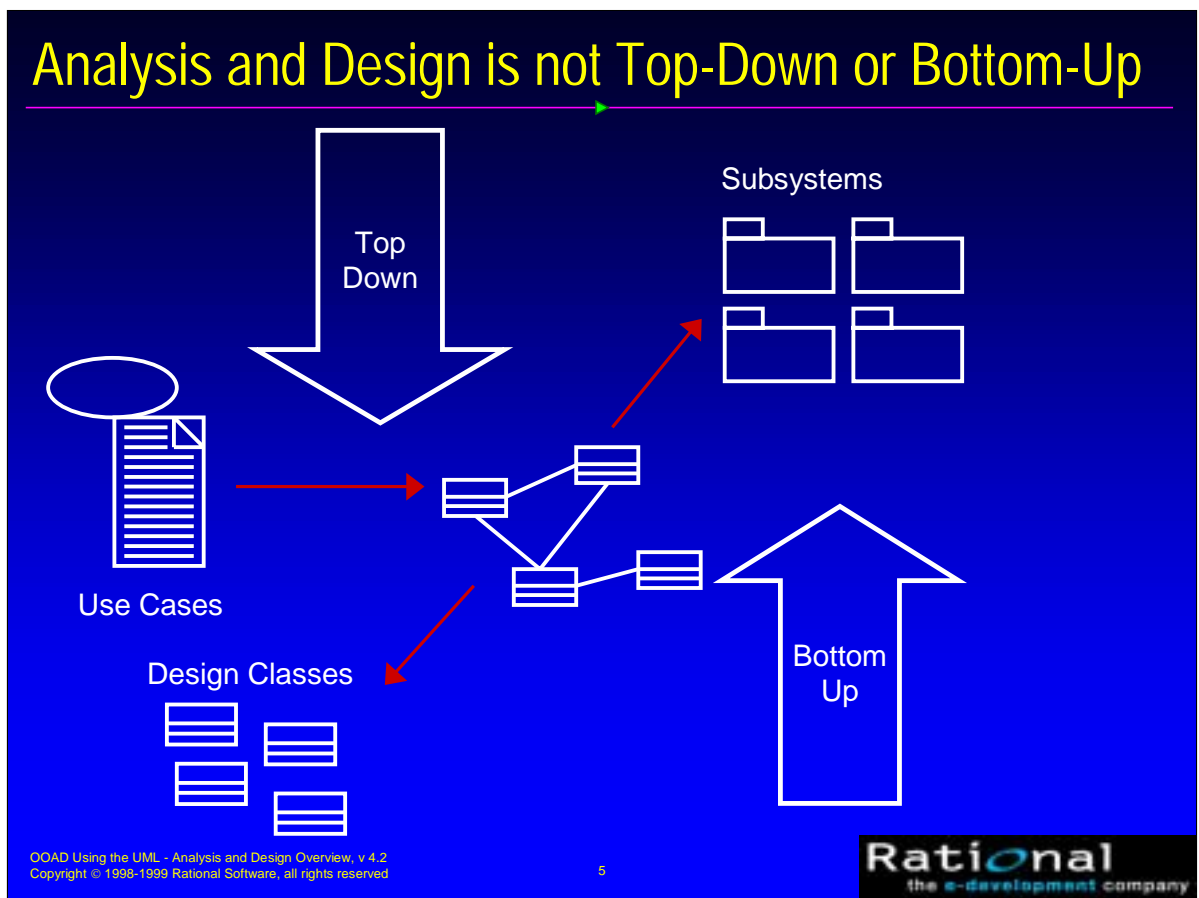 Analysis and Design is not Top-Down or Bottom-Up
Top
Down
Subsystems
Use Cases
Design Classes
Bottom
Up
OOAD Using the UML - Analysis and Design Overview, v 4.2
Copyright © 1998-1999 Rational Software, all rights reserved
5
Rational
the e-development company